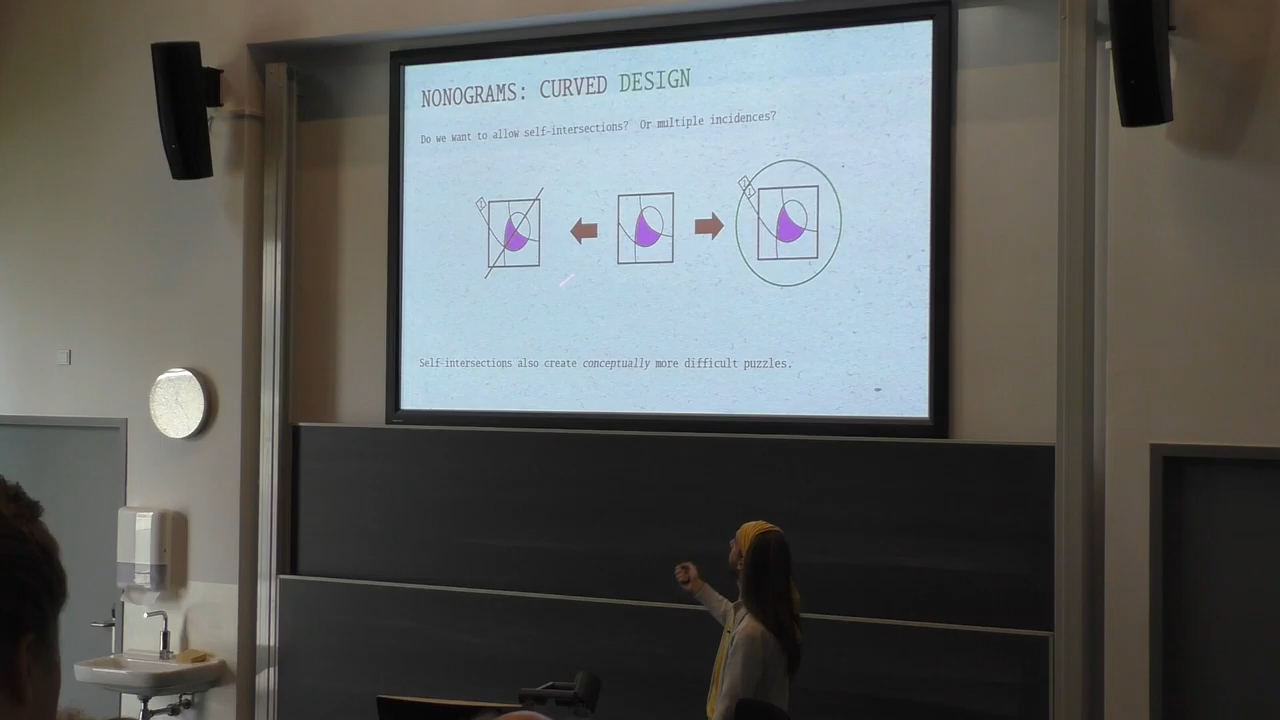 NONOGRAMS: CURVED DESIGN
Do we want to allow self-intersections? Or multiple incidences?
Self-intersections also create conceptually more difficult puzzles.